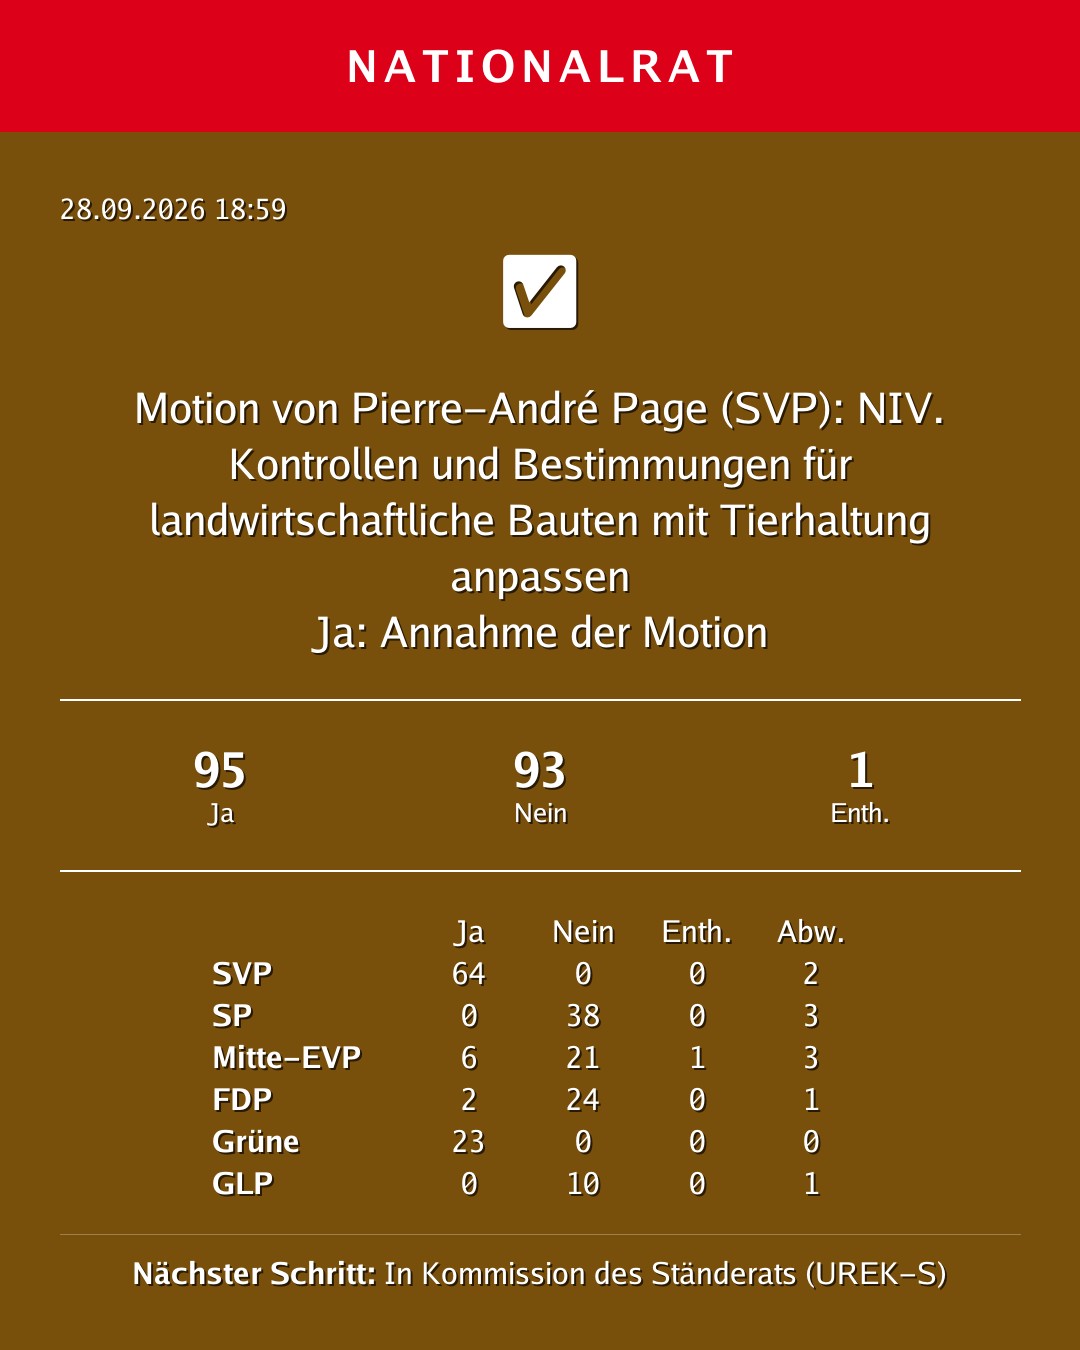 NATIONALRAT
28.09.2026 18:59
Motion von Pierre-André Page (SVP): NIV.
Kontrollen und Bestimmungen für
landwirtschaftliche Bauten mit Tierhaltung
anpassen
Ja: Annahme der Motion
95 93 1
Ja Nein Enth.
Ja Nein Enth. Abw.
SVP 64 0 0 2
SP 0 38 0 3
Mitte-EVP 6 21 1 3
FDP 2 24 0 1
Grüne 23 0 0 0
GLP 0 10 0 1
Nächster Schritt: In Kommission des Ständerats (UREK-S)